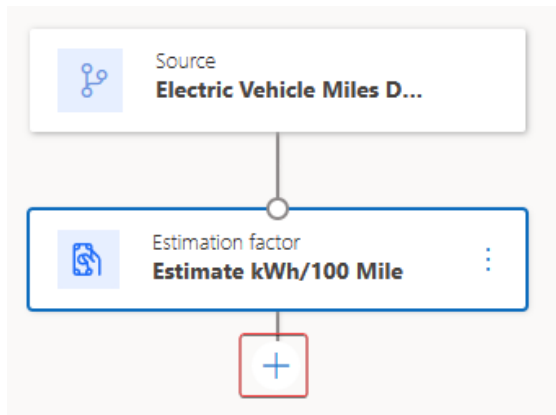 Source
Electric Vehicle Miles D...
Estimation factor
Estimate kWh/100 Mile